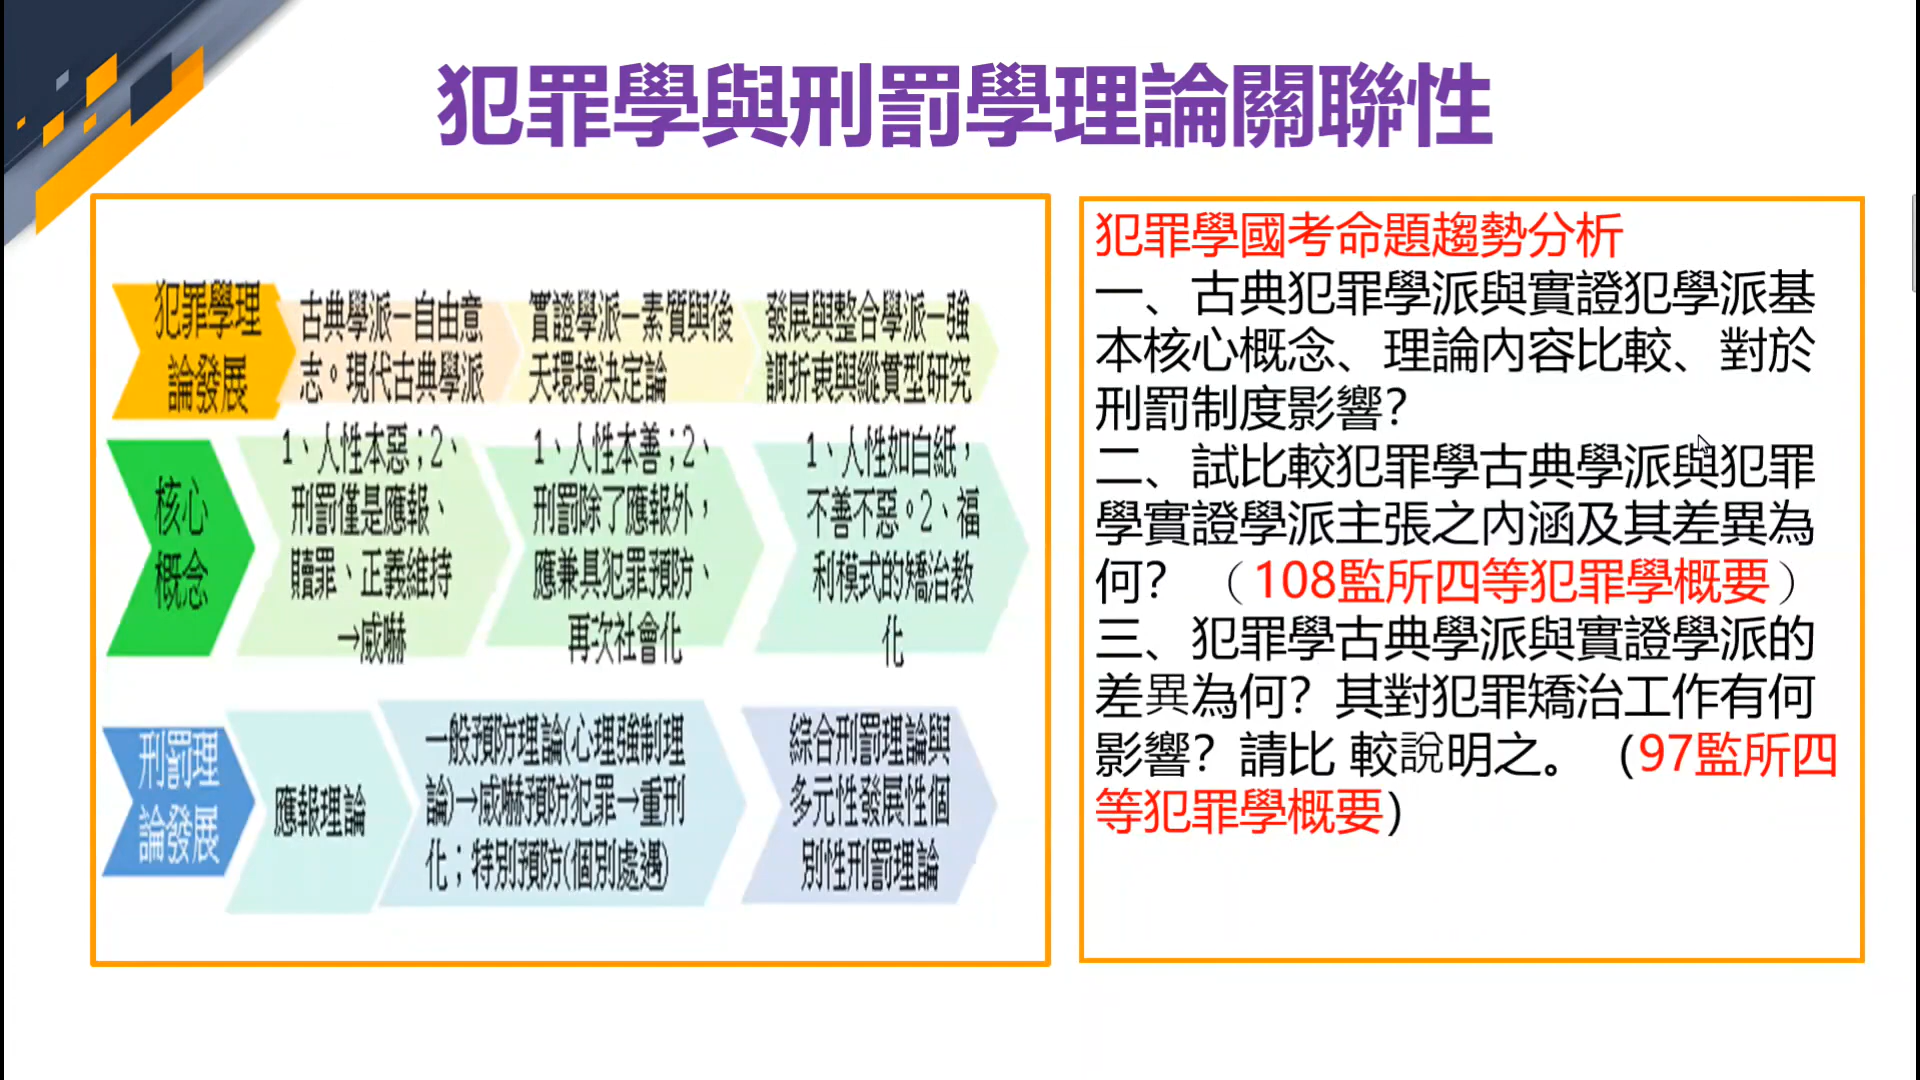 犯罪學與刑罰學理論關聯性
犯罪學理
論發展
古典學派—自由意
志。現代古典學派
實證學派—素質與後
天環境決定論
發展與整合學派—強
調折衷與縱貫型研究
核心
概念
1、人性本惡；2、
刑罰僅是應報、
贖罪、正義維持
→威嚇
1、人性本善；2、
刑罰除了應報外，
應兼具犯罪預防、
再次社會化
1、人性如白紙，
不善不惡。2、福
利模式的矯治教
化
刑罰理
論發展
應報理論
一般預防理論(心理強制理
論)→威嚇預防犯罪→重刑
化；特別預防(個別處遇)
綜合刑罰理論與
多元性發展性個
別性刑罰理論
犯罪學國考命題趨勢分析
一、古典犯罪學派與實證犯學派基
本核心概念、理論內容比較、對於
刑罰制度影響？
二、試比較犯罪學古典學派與犯罪
學實證學派主張之內涵及其差異為
何？（108監所四等犯罪學概要）
三、犯罪學古典學派與實證學派的
差異為何？其對犯罪矯治工作有何
影響？請比 較說明之。（97監所四
等犯罪學概要）